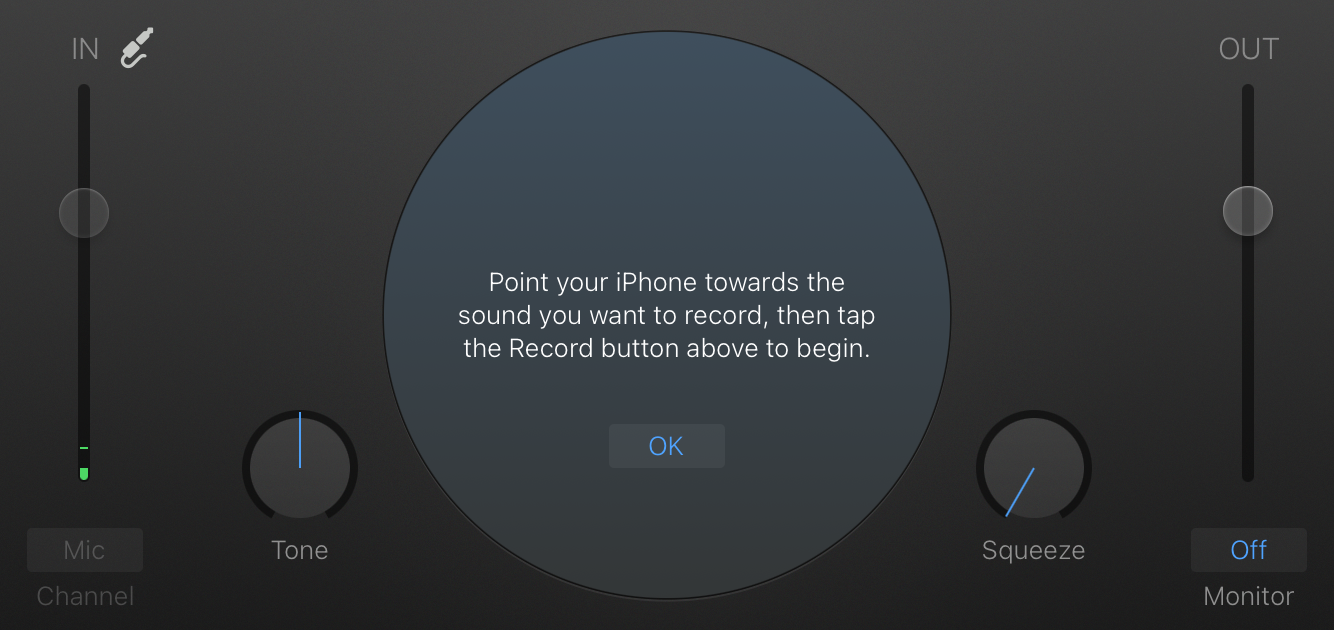 IN
OUT
Point your iPhone towards the
sound you want to record, then tap
the Record button above to begin.
OK
Mic
Tone
Squeeze
Off
Channel
Monitor